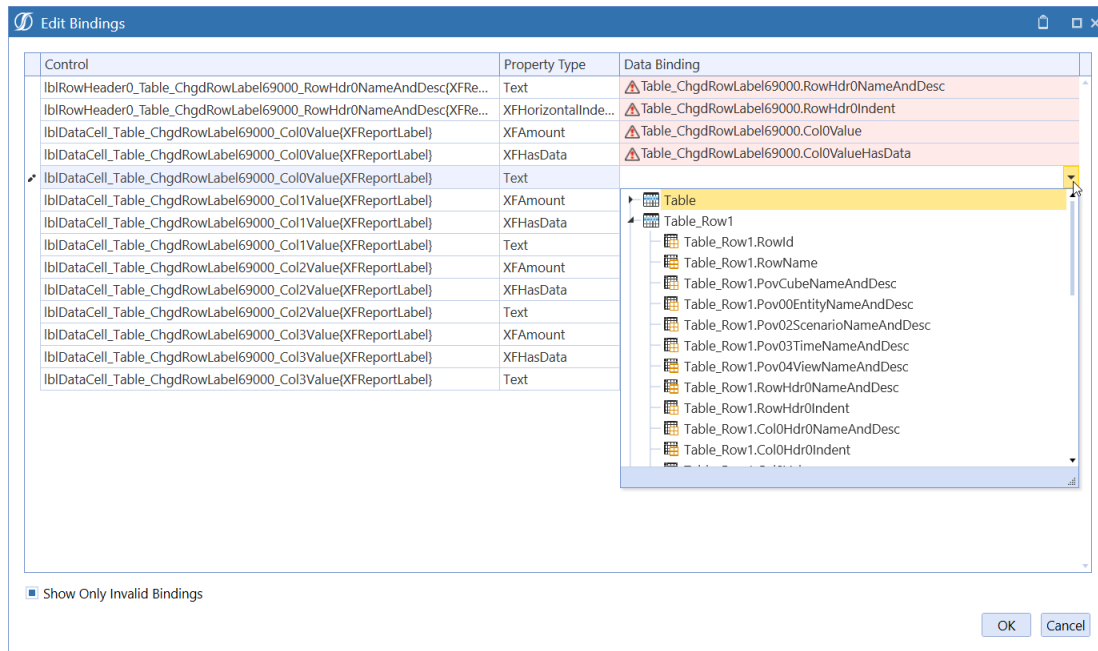 Edit Bindings
Control Property Type Data Binding
lblRowHeader0_Table_ChgdRowLabel69000_RowHdr0NameAndDesc{XFRe... Text Table_ChgdRowLabel69000.RowHdr0NameAndDesc
lblRowHeader0_Table_ChgdRowLabel69000_RowHdr0NameAndDesc{XFRe... XFHorizontalInde... Table_ChgdRowLabel69000.RowHdr0Indent
lblDataCell_Table_ChgdRowLabel69000_Col0Value{XFReportLabel} XFAmount Table_ChgdRowLabel69000.Col0Value
lblDataCell_Table_ChgdRowLabel69000_Col0Value{XFReportLabel} XFHasData Table_ChgdRowLabel69000.Col0ValueHasData
lblDataCell_Table_ChgdRowLabel69000_Col0Value{XFReportLabel} Text
lblDataCell_Table_ChgdRowLabel69000_Col1Value{XFReportLabel} XFAmount Table
lblDataCell_Table_ChgdRowLabel69000_Col1Value{XFReportLabel} XFHasData Table_Row1
lblDataCell_Table_ChgdRowLabel69000_Col1Value{XFReportLabel} Text Table_Row1.RowId
lblDataCell_Table_ChgdRowLabel69000_Col2Value{XFReportLabel} XFAmount Table_Row1.RowName
lblDataCell_Table_ChgdRowLabel69000_Col2Value{XFReportLabel} XFHasData Table_Row1.PovCubeNameAndDesc
lblDataCell_Table_ChgdRowLabel69000_Col2Value{XFReportLabel} Text Table_Row1.Pov00EntityNameAndDesc
lblDataCell_Table_ChgdRowLabel69000_Col3Value{XFReportLabel} XFAmount Table_Row1.Pov02ScenarioNameAndDesc
lblDataCell_Table_ChgdRowLabel69000_Col3Value{XFReportLabel} XFHasData Table_Row1.Pov03TimeNameAndDesc
lblDataCell_Table_ChgdRowLabel69000_Col3Value{XFReportLabel} Text Table_Row1.Pov04ViewNameAndDesc
Table_Row1.RowHdr0NameAndDesc
Table_Row1.RowHdr0Indent
Table_Row1.Col0Hdr0NameAndDesc
Table_Row1.Col0Hdr0Indent
Show Only Invalid Bindings
OK Cancel